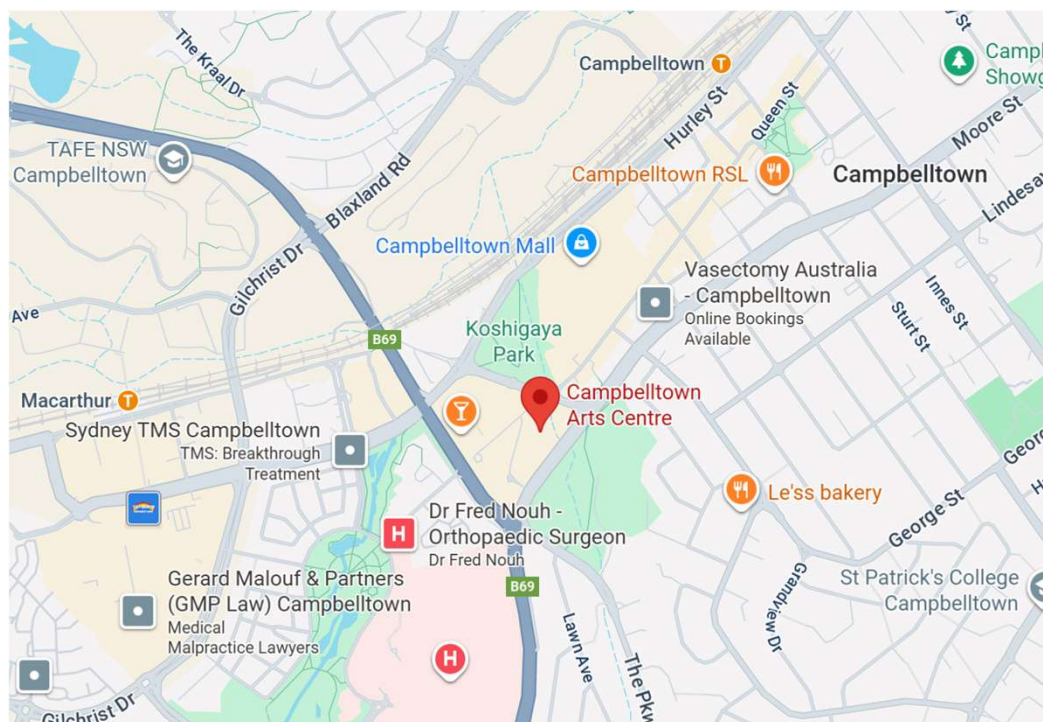 The Kraal Dr
Campbelltown
T
Hurley St
Queen St
Campb
Showg
Moore St
TAFE NSW
Campbelltown
Blaxland Rd
Campbelltown RSL
Campbelltown
Lindesay
Campbelltown Mall
Gilchrist Dr
Vasectomy Australia
- Campbelltown
Online Bookings
Available
Innes St
Sturt St
Ave
Koshigaya
Park
B69
Macarthur
T
Campbelltown
Arts Centre
Sydney TMS Campbelltown
TMS: Breakthrough
Treatment
Le'ss bakery
George St
Dr Fred Nouh -
Orthopaedic Surgeon
Dr Fred Nouh
H
Gerard Malouf & Partners
(GMP Law) Campbelltown
Medical
Malpractice Lawyers
B69
St Patrick's College
Campbelltown
Grandview Dr
Lawn Ave
The Pkwy
H
Gilchrist Dr